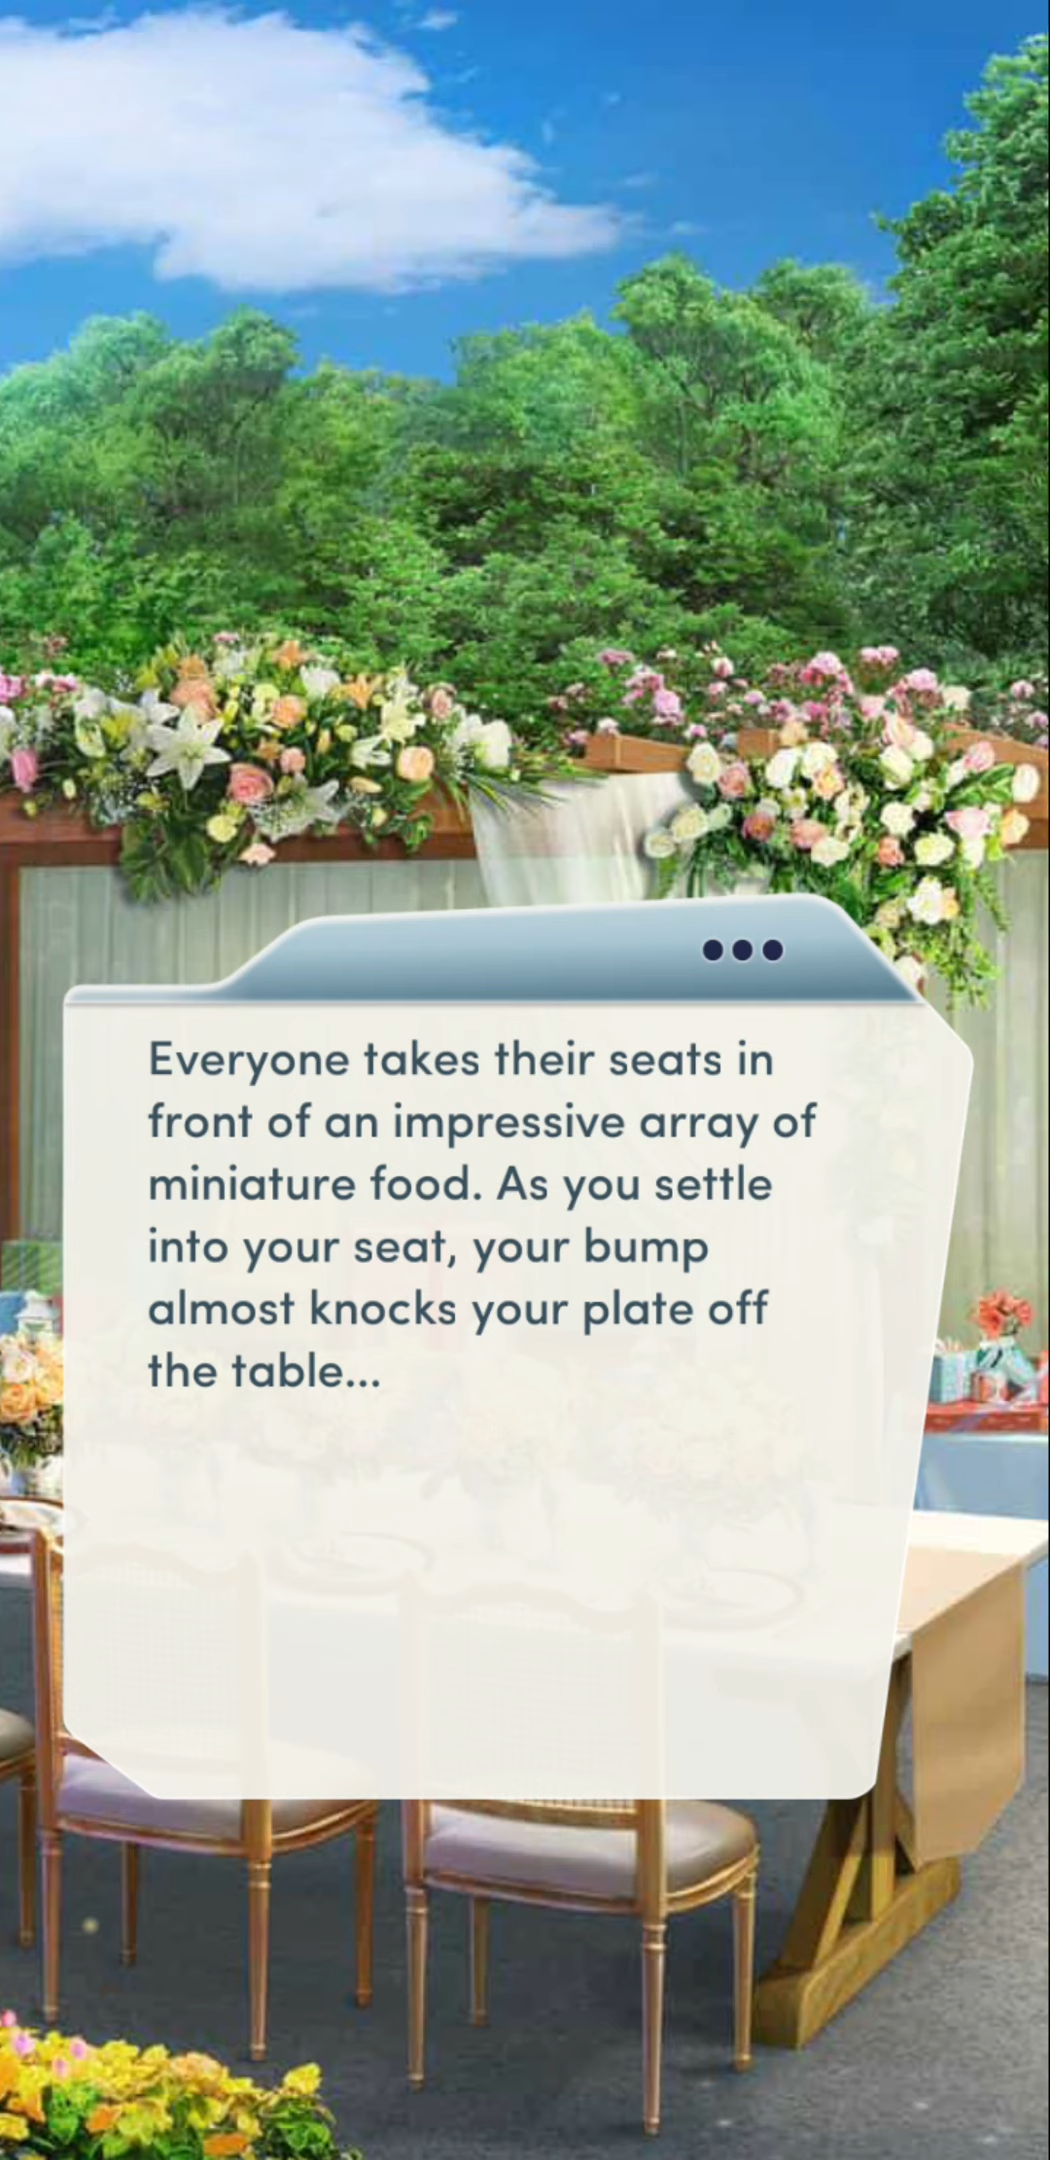 Everyone takes their seats in
front of an impressive array of
miniature food. As you settle
into your seat, your bump
almost knocks your plate off
the table...